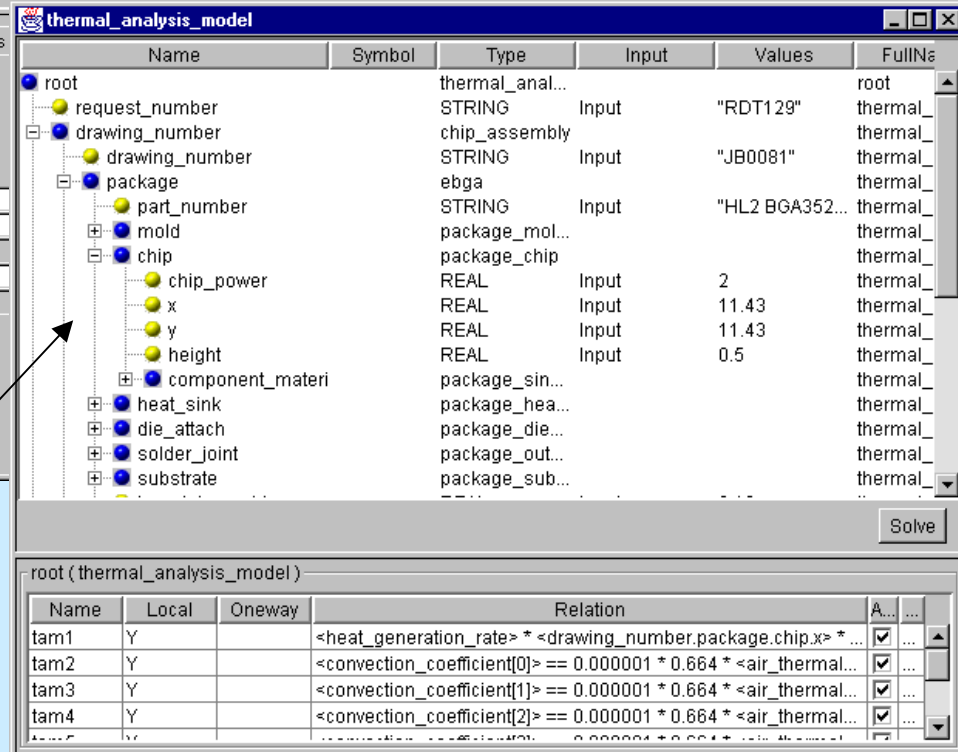 thermal_analysis_model
Name Symbol Type Input Values FullNa
root thermal_anal... root
request_number STRING Input "RDT129" thermal_
drawing_number chip_assembly thermal_
drawing_number STRING Input "JB0081" thermal_
package ebga thermal_
part_number STRING Input "HL2 BGA352... thermal_
mold package_mol... thermal_
chip package_chip thermal_
chip_power REAL Input 2 thermal_
x REAL Input 11.43 thermal_
y REAL Input 11.43 thermal_
height REAL Input 0.5 thermal_
component_materi package_sin... thermal_
heat_sink package_hea... thermal_
die_attach package_die... thermal_
solder_joint package_out... thermal_
substrate package_sub... thermal_
Solve
root ( thermal_analysis_model )
Name Local Oneway Relation A... ...
tam1 Y <heat_generation_rate> * <drawing_number.package.chip.x> * ... ...
tam2 Y <convection_coefficient[0]> == 0.000001 * 0.664 * <air_thermal... ...
tam3 Y <convection_coefficient[1]> == 0.000001 * 0.664 * <air_thermal... ...
tam4 Y <convection_coefficient[2]> == 0.000001 * 0.664 * <air_thermal... ...